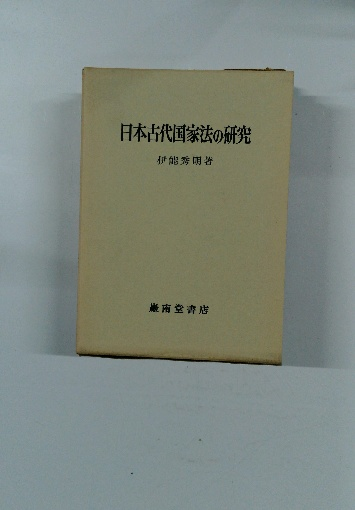 日本古代国家法の研究
伊能秀明著
巖南堂書店